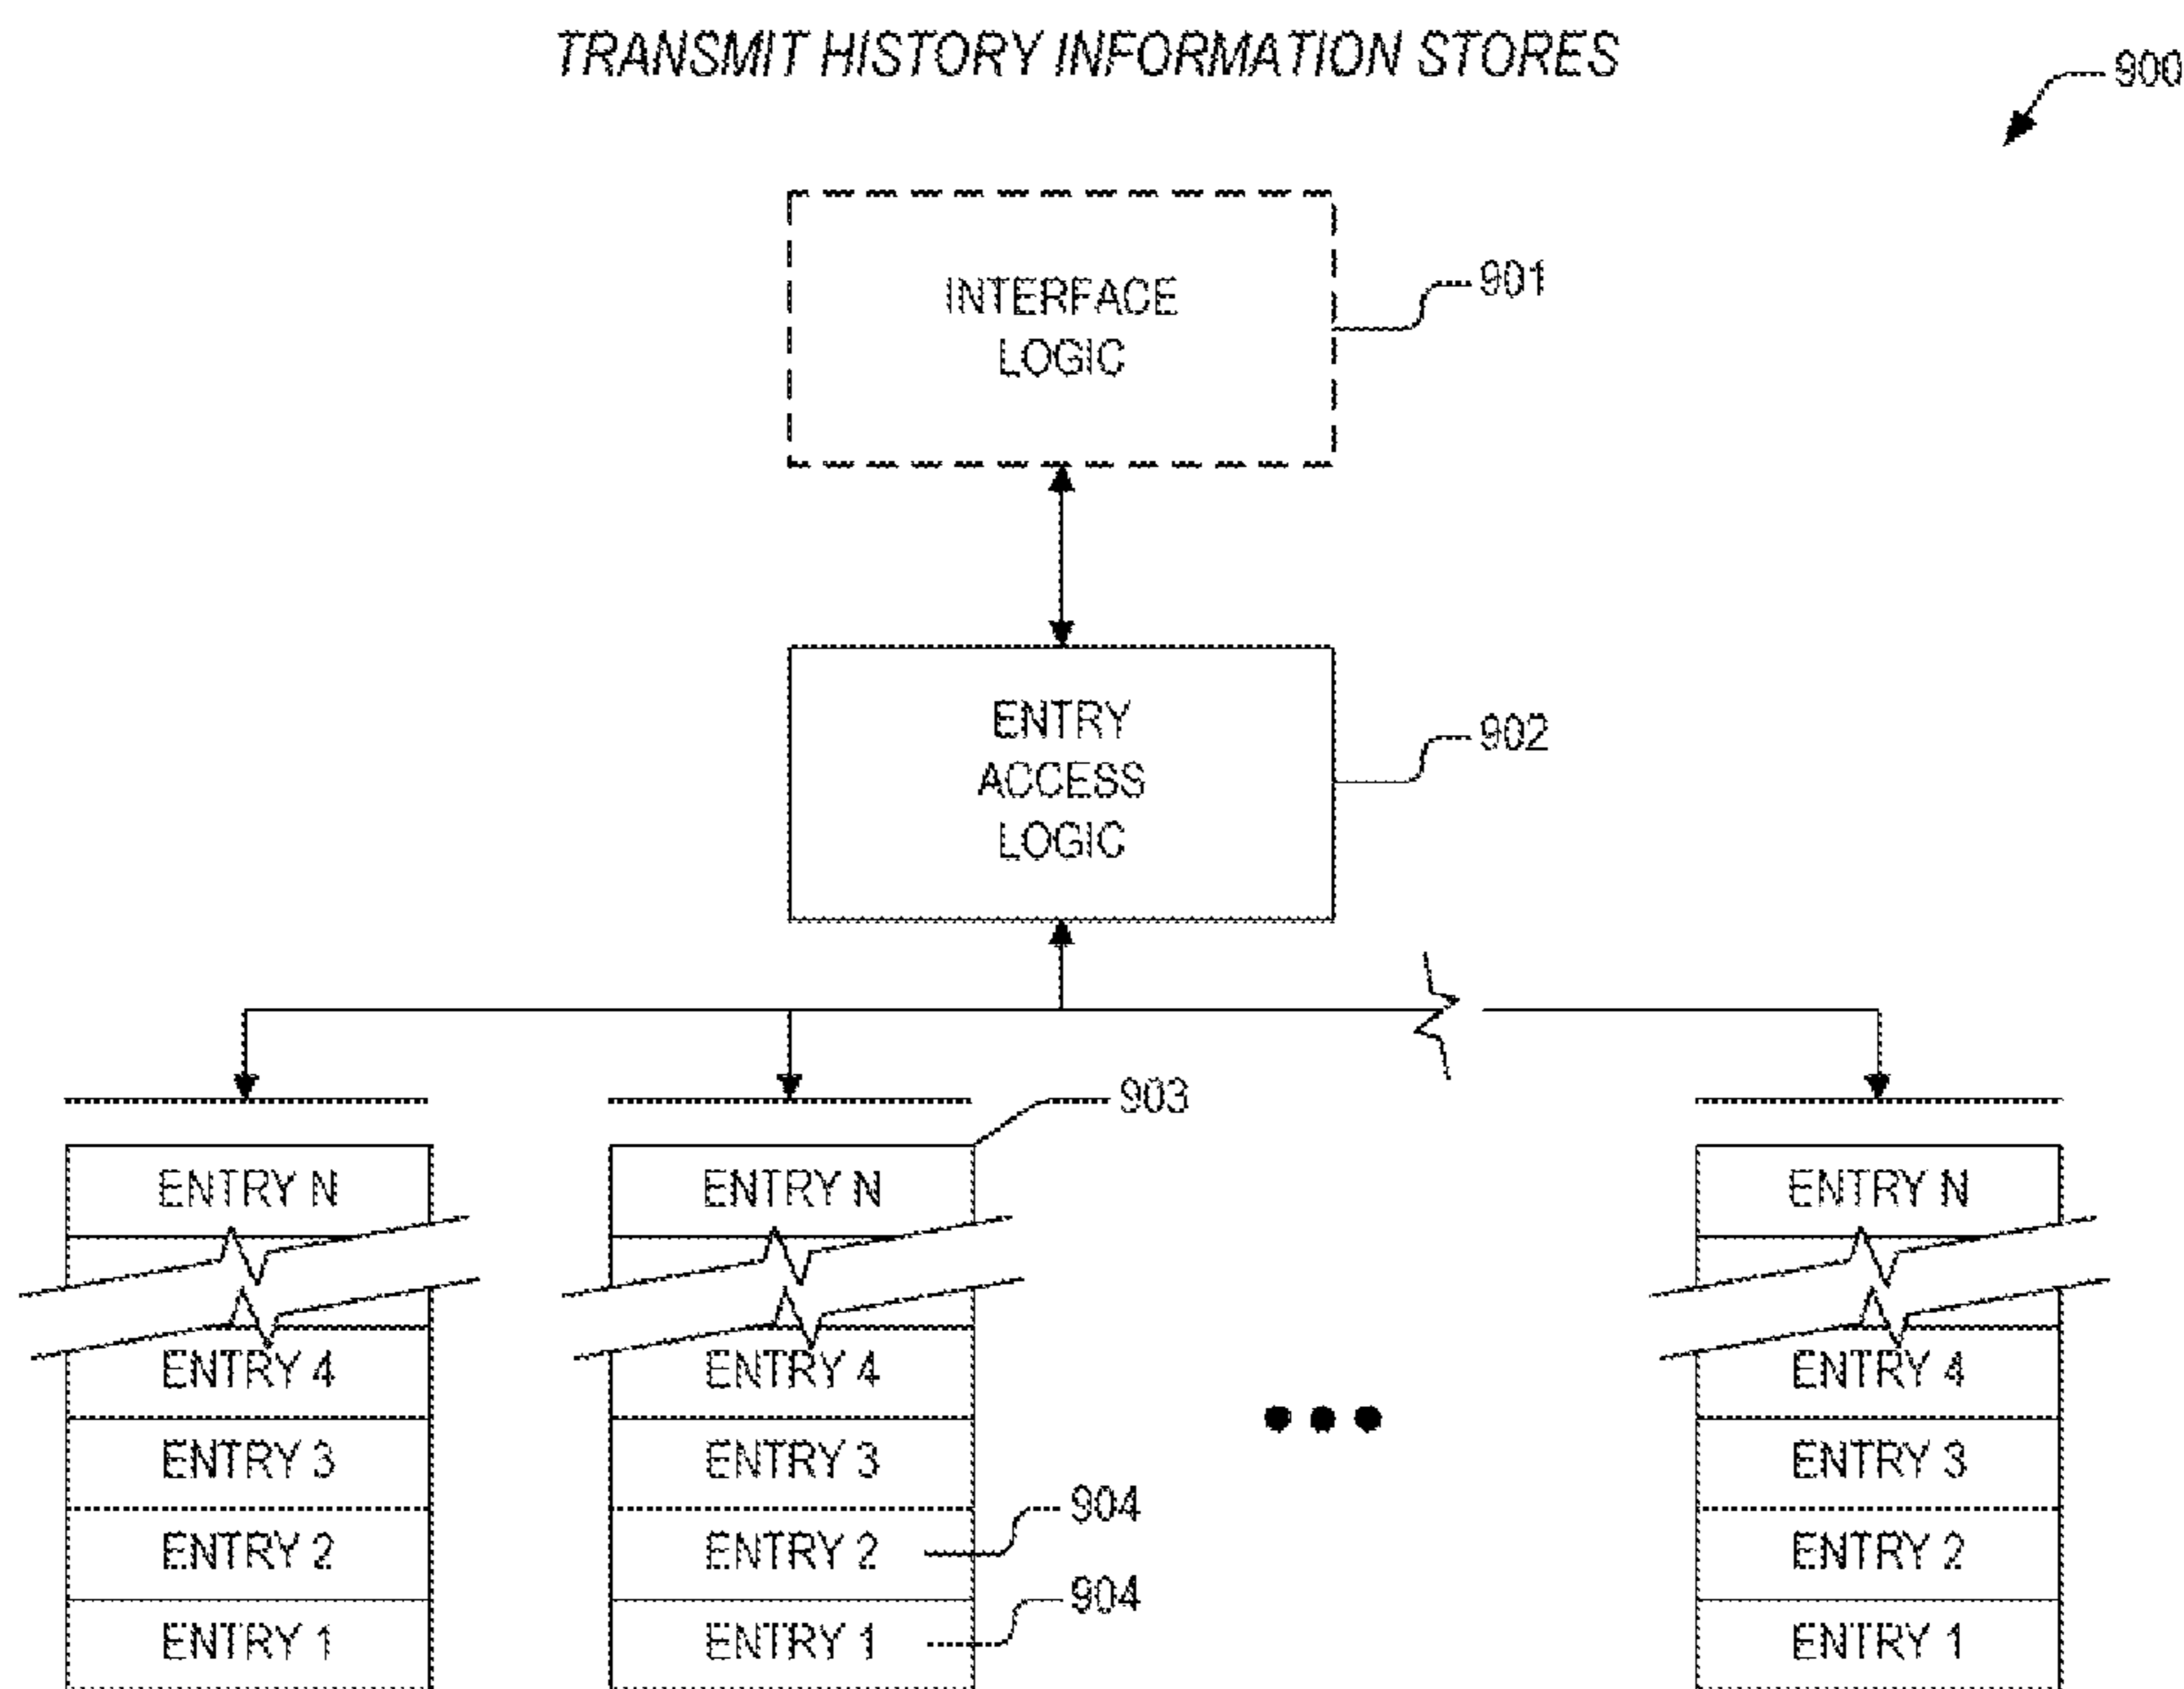 TRANSMIT HISTORY INFORMATION STORES
900
INTERFACE
LOGIC
901
ENTRY
ACCESS
LOGIC
902
903
ENTRY N
ENTRY N
ENTRY N
ENTRY 4
ENTRY 4
ENTRY 4
ENTRY 3
ENTRY 3
ENTRY 3
ENTRY 2
ENTRY 2
904
ENTRY 2
ENTRY 1
ENTRY 1
904
ENTRY 1